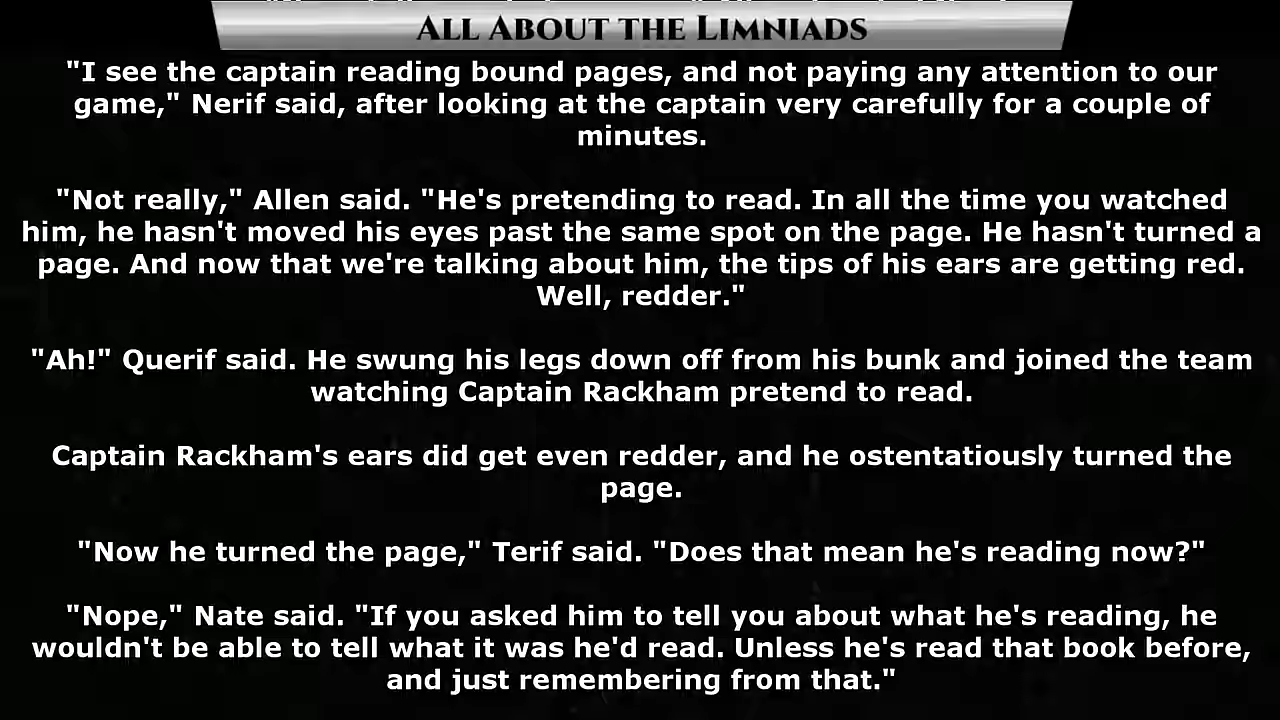 All About the Limniads
"I see the captain reading bound pages, and not paying any attention to our
game," Nerif said, after looking at the captain very carefully for a couple of
minutes.
"Not really," Allen said. "He's pretending to read. In all the time you watched
him, he hasn't moved his eyes past the same spot on the page. He hasn't turned a
page. And now that we're talking about him, the tips of his ears are getting red.
Well, redder."
"Ah!" Querif said. He swung his legs down off from his bunk and joined the team
watching Captain Rackham pretend to read.
Captain Rackham's ears did get even redder, and he ostentatiously turned the
page.
"Now he turned the page," Terif said. "Does that mean he's reading now?"
"Nope," Nate said. "If you asked him to tell you about what he's reading, he
wouldn't be able to tell what it was he'd read. Unless he's read that book before,
and just remembering from that."